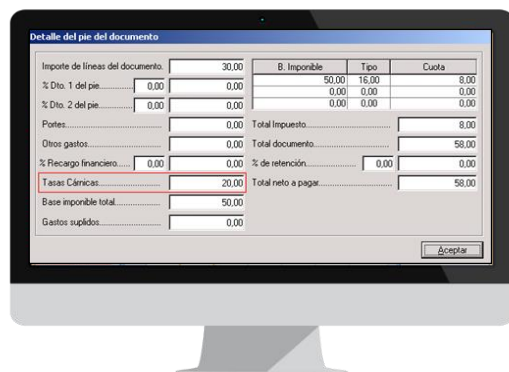 Detalle del pie del documento
Importe de líneas del documento. 30,00
% Dto. 1 del pie............. 0,00 0,00
% Dto. 2 del pie............. 0,00 0,00
Portes........................ 0,00
Otros gastos.................. 0,00
% Recargo financiero...... 0,00 0,00
Tasas Cárnicas................ 20,00
Base imponible total.................... 50,00
Gastos suplidos................ 0,00
B. Imponible Tipo Cuota
50,00 16,00 8,00
0,00 0,00 0,00
0,00 0,00 0,00
Total Impuesto.................... 8,00
Total documento.................... 58,00
% de retención.................... 0,00 0,00
Total neto a pagar.................... 58,00
Aceptar